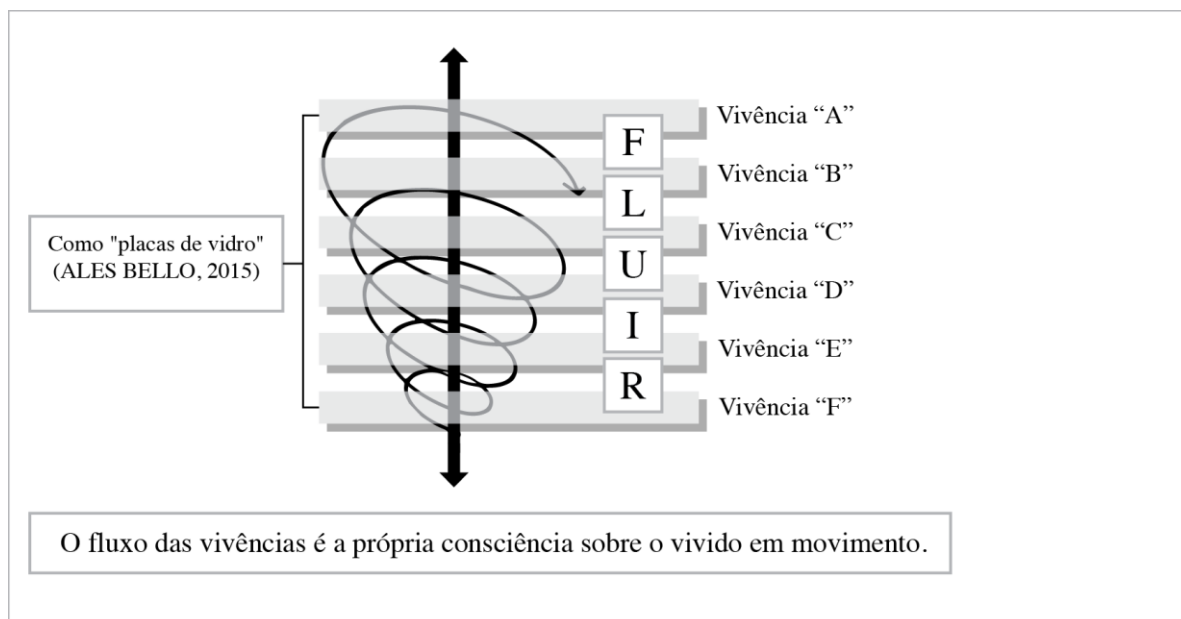 Vivência “A”
F
Vivência “B”
L
Como "placas de vidro"
(ALES BELLO, 2015)
Vivência “C”
U
Vivência “D”
I
Vivência “E”
R
Vivência “F”
O fluxo das vivências é a própria consciência sobre o vivido em movimento.